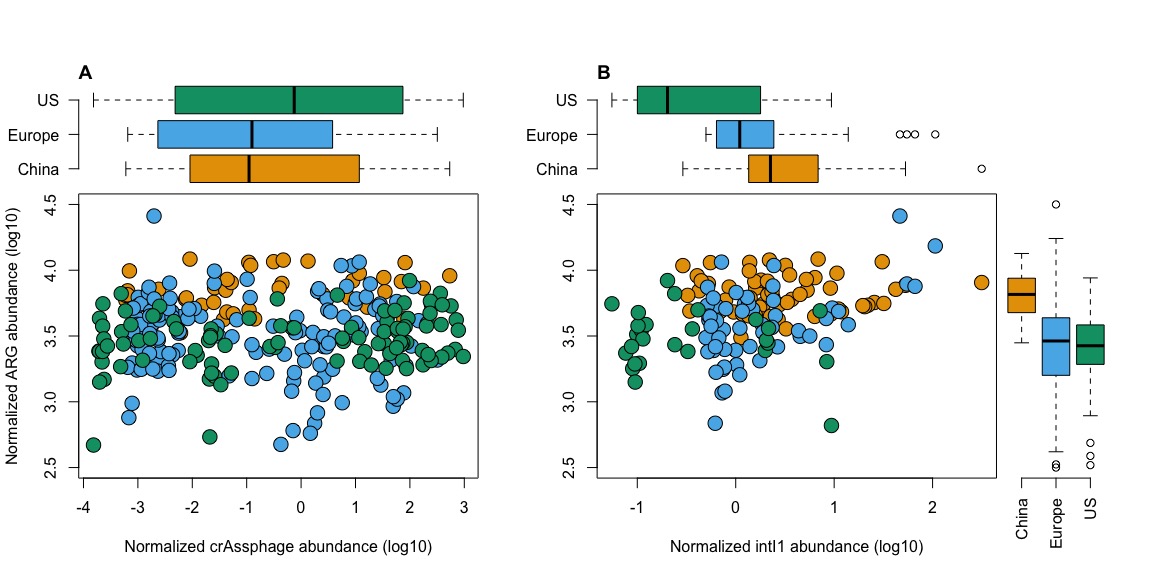 A
B
US
Europe
China
US
Europe
China
Normalized ARG abundance (log10)
4.5
4.0
3.5
3.0
2.5
4.5
4.0
3.5
3.0
2.5
-4 -3 -2 -1 0 1 2 3
-1 0 1 2
China
Europe
US
Normalized crAssphage abundance (log10)
Normalized intI1 abundance (log10)